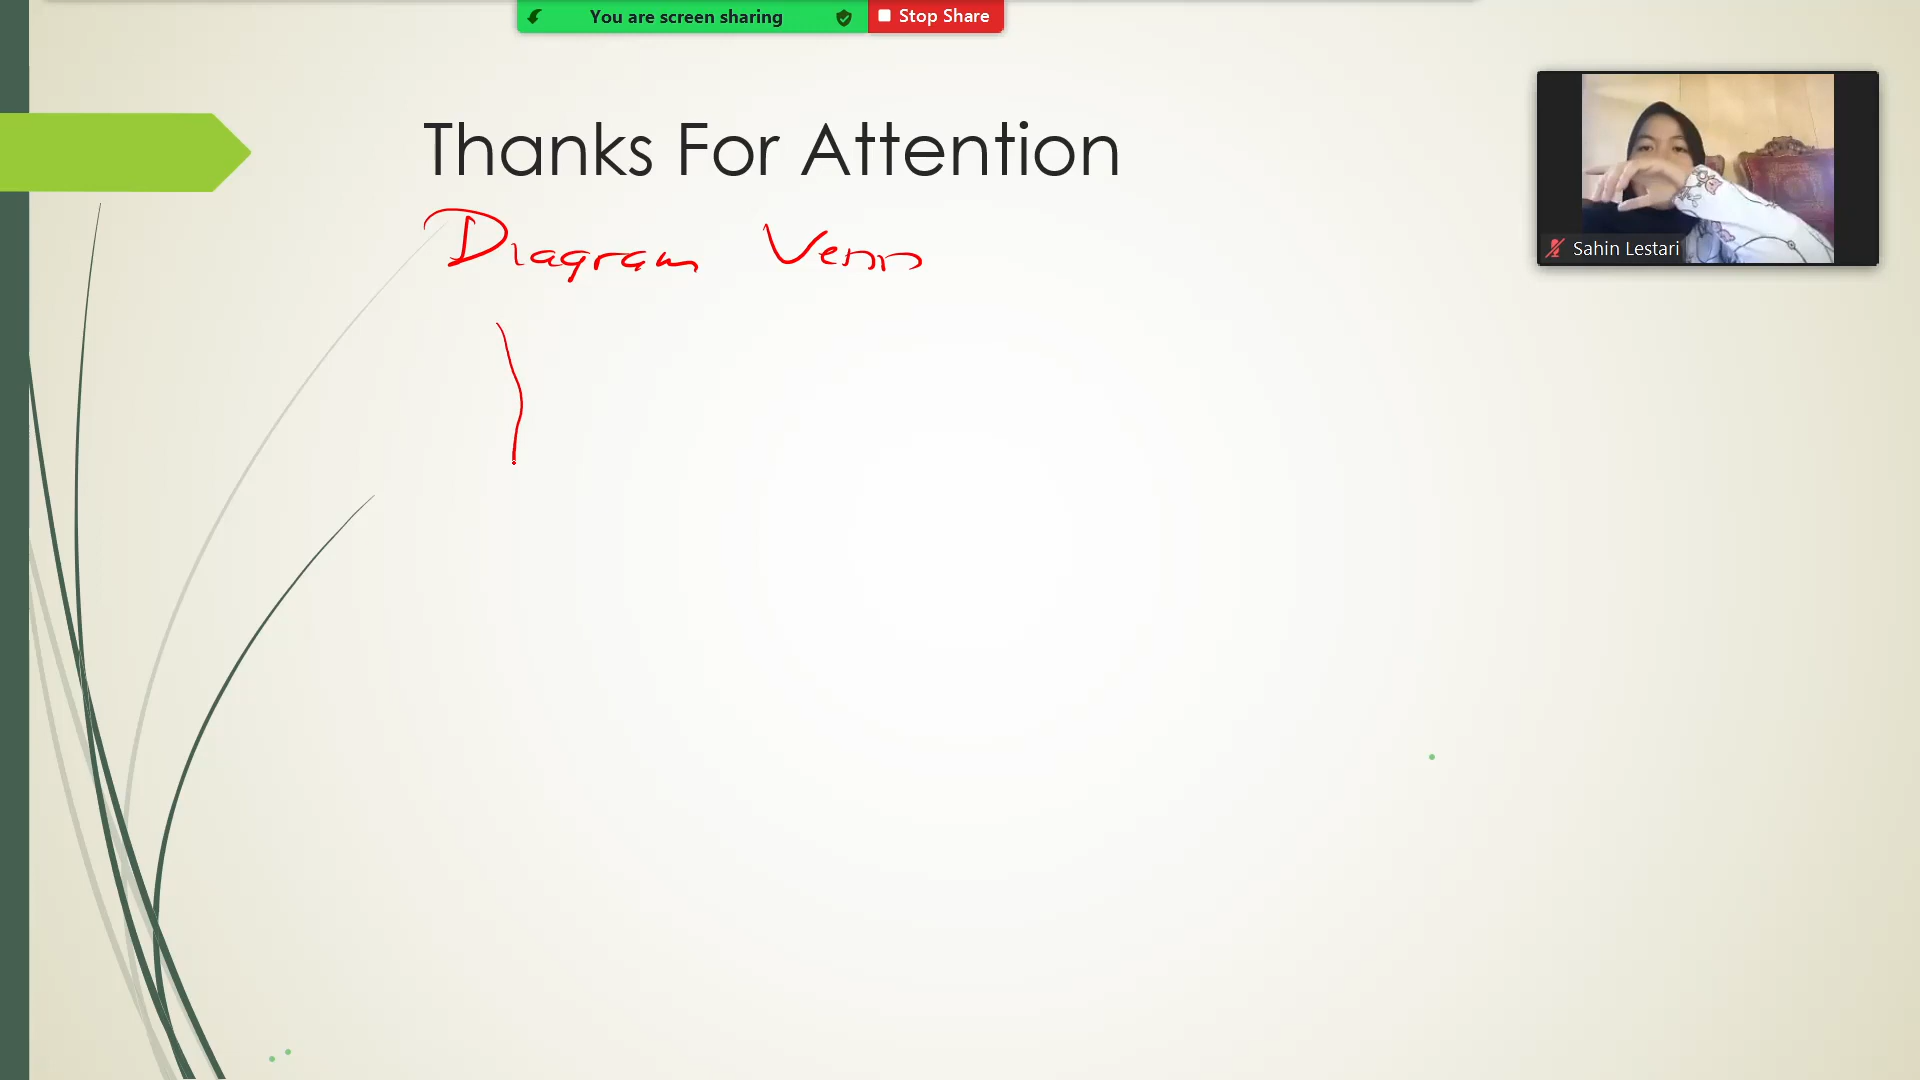 You are screen sharing
Stop Share
Thanks For Attention
Diagram Venn
Sahin Lestari